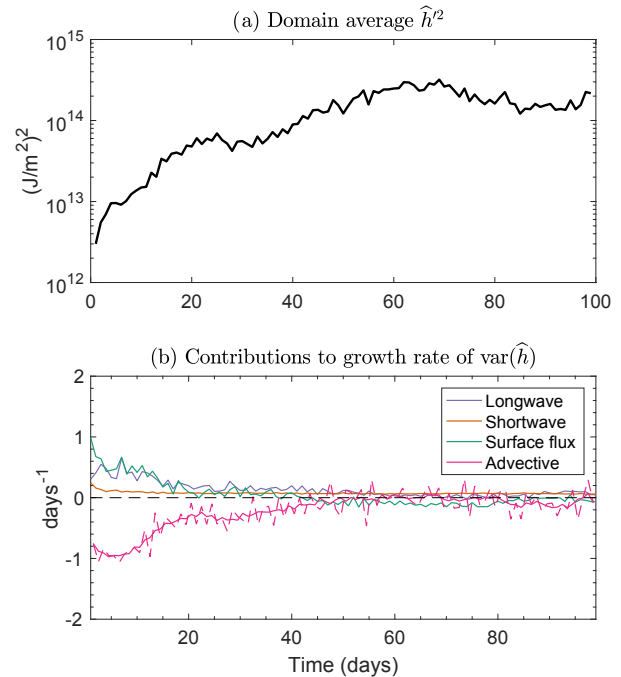 (a) Domain average ĥ′²
10¹⁵
10¹⁴
10¹³
10¹²
(J/m²)²
0 20 40 60 80 100
(b) Contributions to growth rate of var(ĥ)
2
1
0
-1
-2
days⁻¹
Longwave
Shortwave
Surface flux
Advective
20 40 60 80
Time (days)